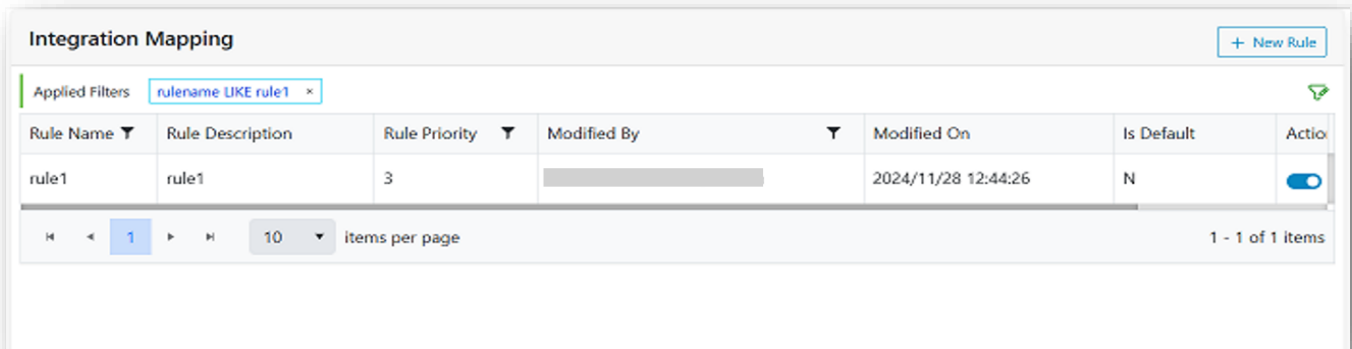 Integration Mapping
+ New Rule
Applied Filters rulename LIKE rule1 ×
Rule Name Rule Description Rule Priority Modified By Modified On Is Default Actio
rule1 rule1 3 2024/11/28 12:44:26 N
1 10 items per page 1 - 1 of 1 items